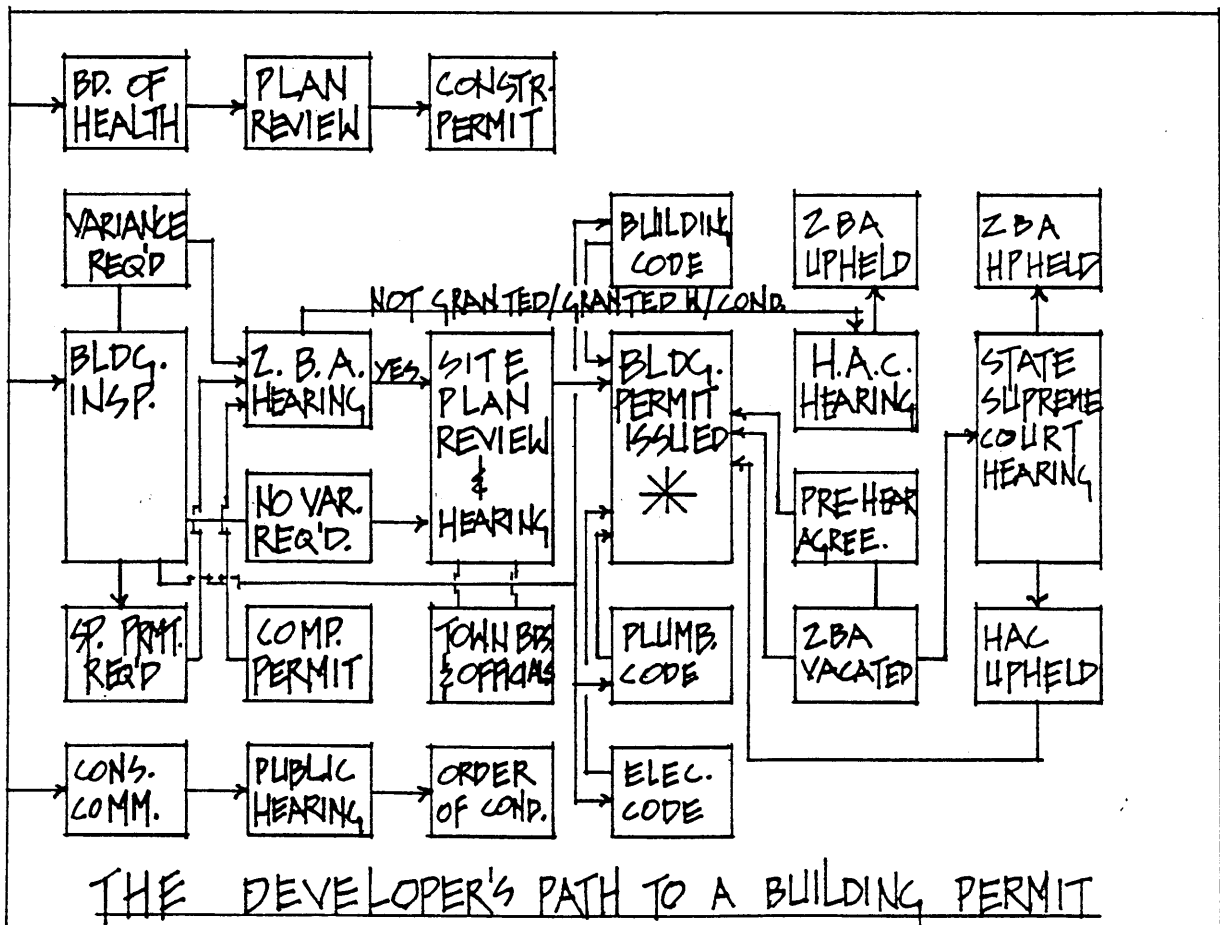 BD. OF
HEALTH
PLAN
REVIEW
CONSTR.
PERMIT
VARIANCE
REQ'D
BUILDING
CODE
ZBA
UPHELD
ZBA
HPHELD
NOT GRANTED/GRANTED W/COND.
BLDG.
INSP.
Z. B. A.
HEARING
YES
SITE
PLAN
REVIEW
&
HEARING
BLDG.
PERMIT
ISSUED
H.A.C.
HEARING
STATE
SUPREME
COURT
HEARING
NO VAR.
REQ'D.
PRE-HEAR
AGREE.
SP. PRMT.
REQ'D
COMP.
PERMIT
TOWN BDS.
& OFFICIALS
PLUMB.
CODE
ZBA
VACATED
HAC
UPHELD
CONS.
COMM.
PUBLIC
HEARING
ORDER
OF COND.
ELEC.
CODE
THE DEVELOPER'S PATH TO A BUILDING PERMIT